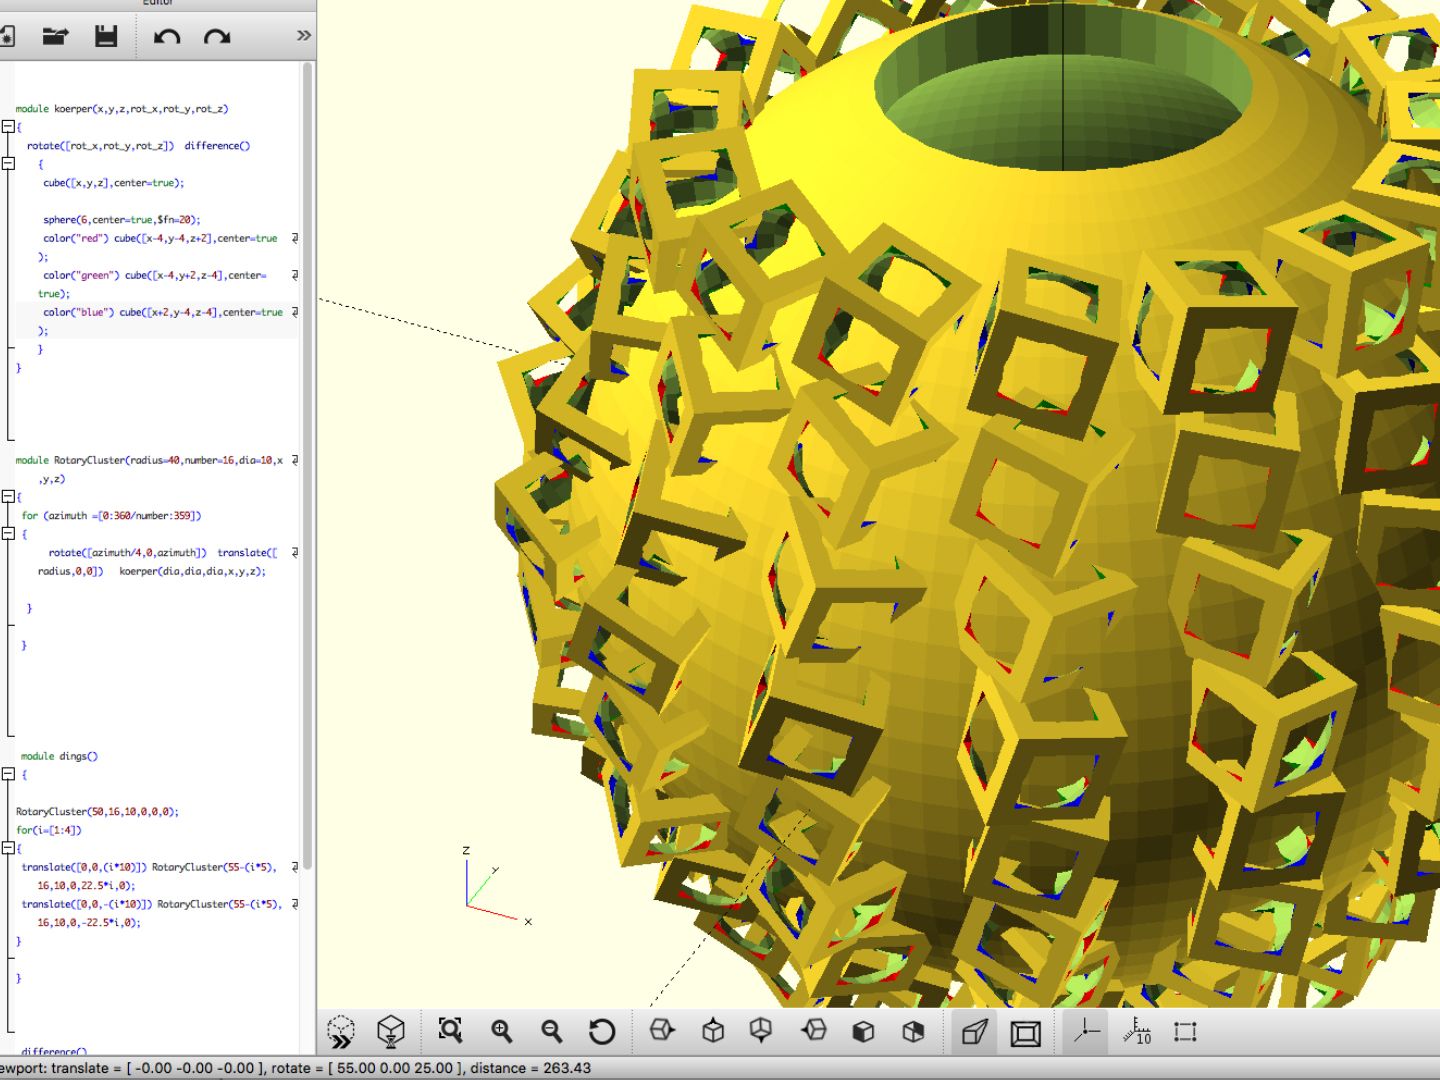 Editor
module koerper(x,y,z,rot_x,rot_y,rot_z)
{
rotate([rot_x,rot_y,rot_z]) difference()
{
cube([x,y,z],center=true);
sphere(6,center=true,$fn=20);
color("red") cube([x-4,y-4,z+2],center=true
);
color("green") cube([x-4,y+2,z-4],center=
true);
color("blue") cube([x+2,y-4,z-4],center=true
);
}
}
module RotaryCluster(radius=40,number=16,dia=10,x
,y,z)
{
for (azimuth =[0:360/number:359])
{
rotate([azimuth/4,0,azimuth]) translate([
radius,0,0]) koerper(dia,dia,dia,x,y,z);
}
}
module dings()
{
RotaryCluster(50,16,10,0,0,0);
for(i=[1:4])
{
translate([0,0,(i*10)]) RotaryCluster(55-(i*5),
16,10,0,22.5*i,0);
translate([0,0,-(i*10)]) RotaryCluster(55-(i*5),
16,10,0,-22.5*i,0);
}
}
difference()
z
y
x
10
ewport: translate = [ -0.00 -0.00 -0.00 ], rotate = [ 55.00 0.00 25.00 ], distance = 263.43